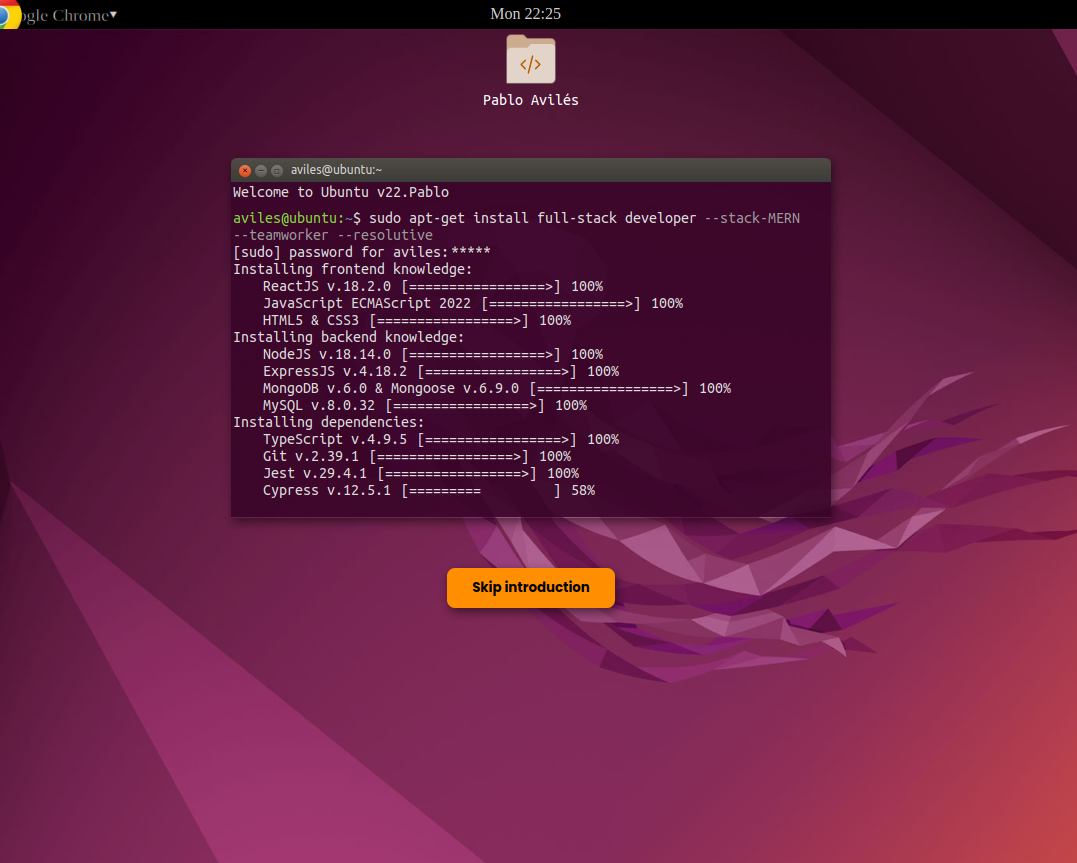 ogle Chrome▾
Mon 22:25
</>
Pablo Avilés
aviles@ubuntu:~
Welcome to Ubuntu v22.Pablo
aviles@ubuntu:~$ sudo apt-get install full-stack developer --stack-MERN
--teamworker --resolutive
[sudo] password for aviles:*****
Installing frontend knowledge:
ReactJS v.18.2.0 [=================>] 100%
JavaScript ECMAScript 2022 [=================>] 100%
HTML5 & CSS3 [=================>] 100%
Installing backend knowledge:
NodeJS v.18.14.0 [=================>] 100%
ExpressJS v.4.18.2 [=================>] 100%
MongoDB v.6.0 & Mongoose v.6.9.0 [=================>] 100%
MySQL v.8.0.32 [=================>] 100%
Installing dependencies:
TypeScript v.4.9.5 [=================>] 100%
Git v.2.39.1 [=================>] 100%
Jest v.29.4.1 [=================>] 100%
Cypress v.12.5.1 [=========         ] 58%
Skip introduction